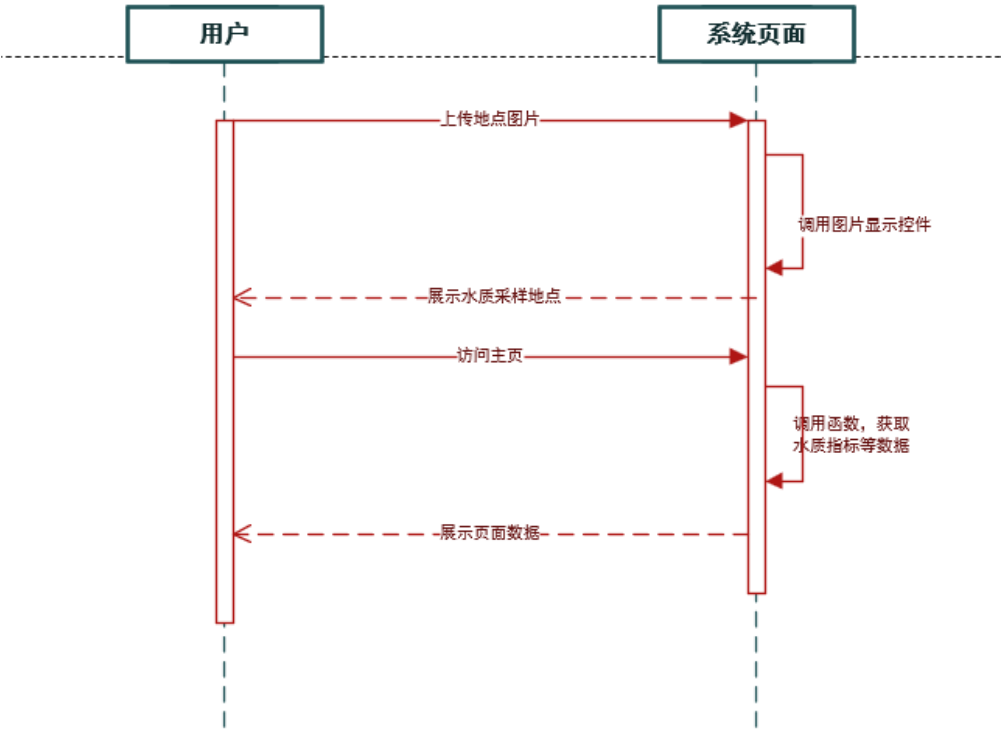 用户
系统页面
上传地点图片
调用图片显示控件
展示水质采样地点
访问主页
调用函数，获取
水质指标等数据
展示页面数据